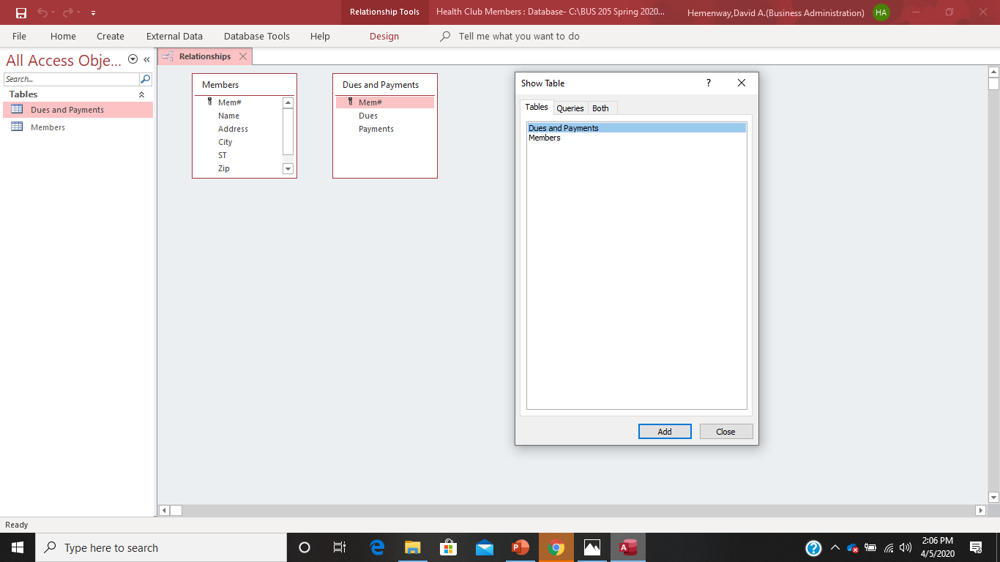 Relationship Tools
Health Club Members : Database- C:\BUS 205 Spring 2020...
Hemenway,David A.(Business Administration)
HA
File
Home
Create
External Data
Database Tools
Help
Design
Tell me what you want to do
All Access Obje...
«
Search...
Tables
Dues and Payments
Members
Relationships
Members
Mem#
Name
Address
City
ST
Zip
Dues and Payments
Mem#
Dues
Payments
Show Table
?
Tables
Queries
Both
Dues and Payments
Members
Add
Close
Ready
Type here to search
2:06 PM
4/5/2020